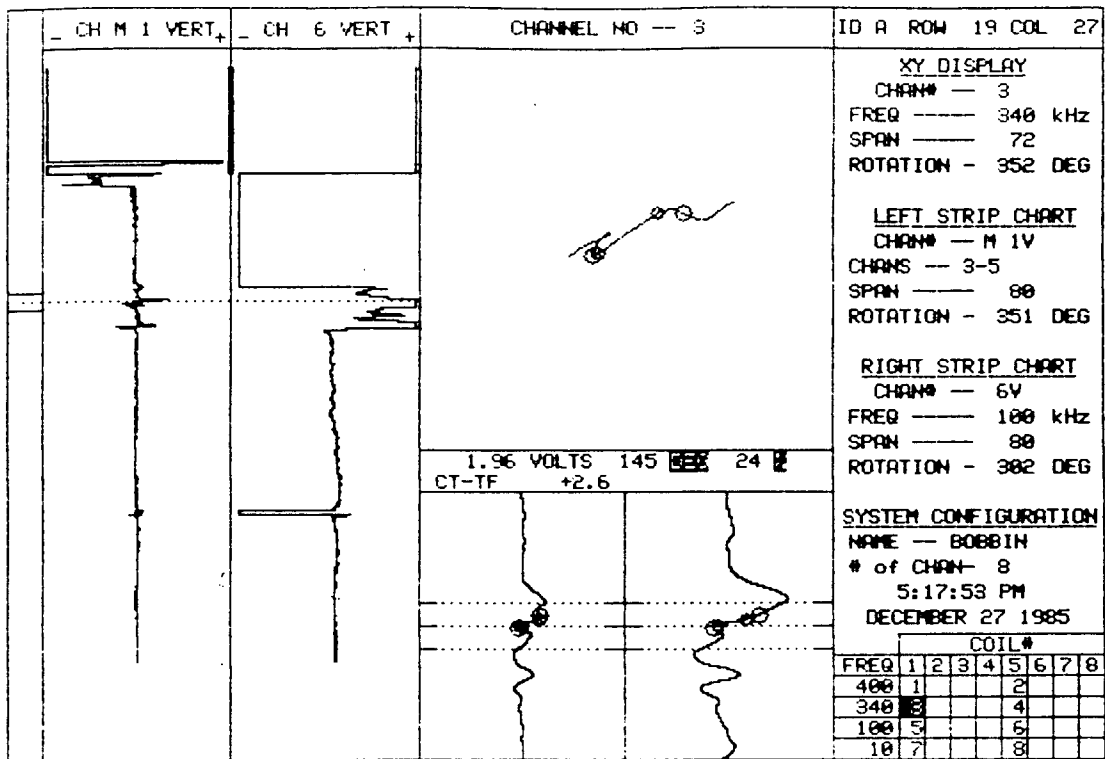 _ CH M 1 VERT +
_ CH 6 VERT +
CHANNEL NO -- 3
ID A ROW 19 COL 27
XY DISPLAY
CHAN# -- 3
FREQ ----- 340 kHz
SPAN ----- 72
ROTATION - 352 DEG
LEFT STRIP CHART
CHAN# -- M 1V
CHANS -- 3-5
SPAN ----- 80
ROTATION - 351 DEG
RIGHT STRIP CHART
CHAN# -- 6V
FREQ ----- 100 kHz
SPAN ----- 80
ROTATION - 302 DEG
1.96 VOLTS 145 DEG 24 %
CT-TF +2.6
SYSTEM CONFIGURATION
NAME -- BOBBIN
# of CHAN- 8
5:17:53 PM
DECEMBER 27 1985
COIL#
FREQ 1 2 3 4 5 6 7 8
400 1 2
340 3 4
100 5 6
10 7 8